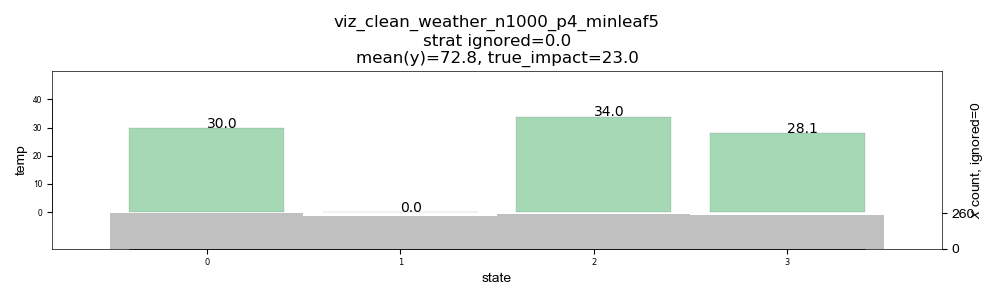 viz_clean_weather_n1000_p4_minleaf5
strat ignored=0.0
mean(y)=72.8, true_impact=23.0
40
30
20
10
0
temp
30.0
0.0
34.0
28.1
260
0
x count, ignored=0
0
1
2
3
state